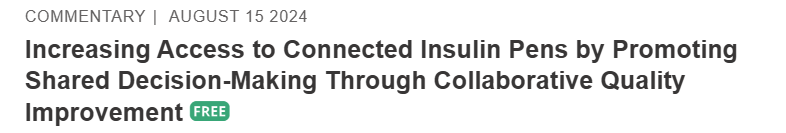 COMMENTARY | AUGUST 15 2024
Increasing Access to Connected Insulin Pens by Promoting
Shared Decision-Making Through Collaborative Quality
Improvement FREE